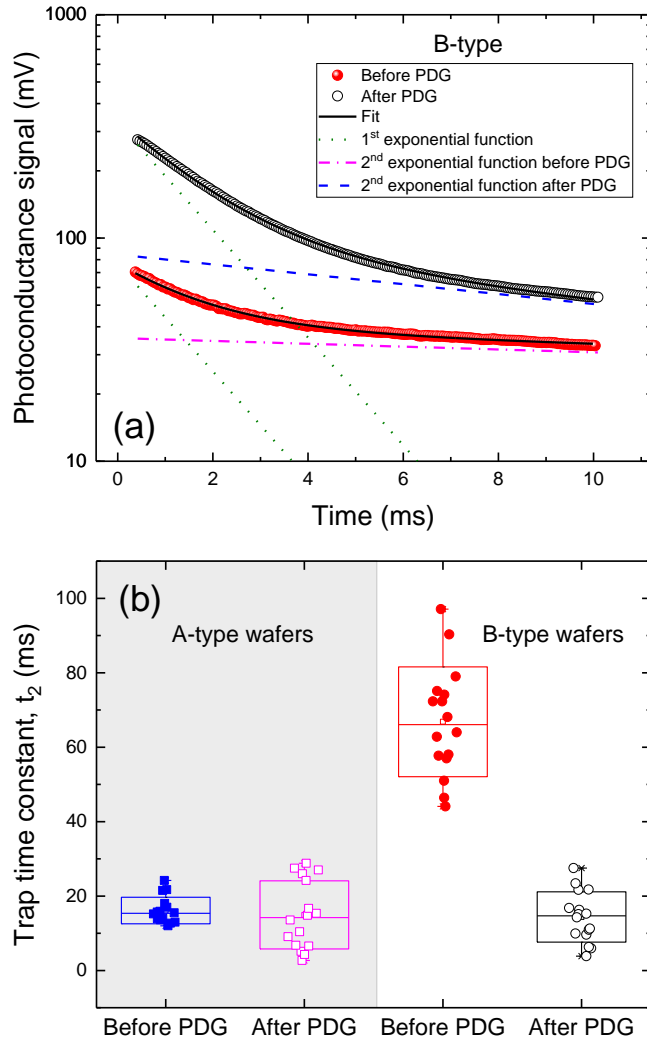 B-type
Before PDG
After PDG
Fit
1st exponential function
2nd exponential function before PDG
2nd exponential function after PDG
Photoconductance signal (mV)
1000
100
10
(a)
0 2 4 6 8 10
Time (ms)
(b)
A-type wafers
B-type wafers
Trap time constant, t2 (ms)
100
80
60
40
20
0
Before PDG After PDG Before PDG After PDG